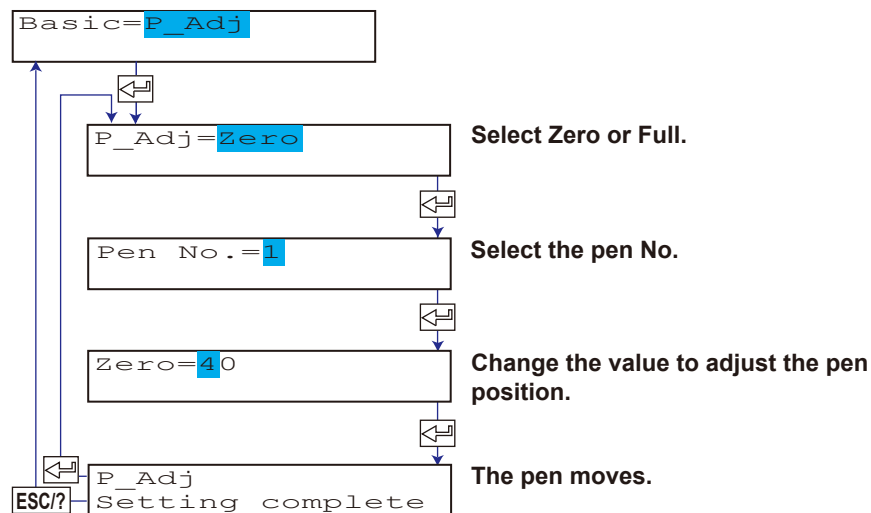 Basic=P_Adj
P_Adj=Zero
Select Zero or Full.
Pen No.=1
Select the pen No.
Zero=40
Change the value to adjust the pen
position.
P_Adj
Setting complete
The pen moves.
ESC/?